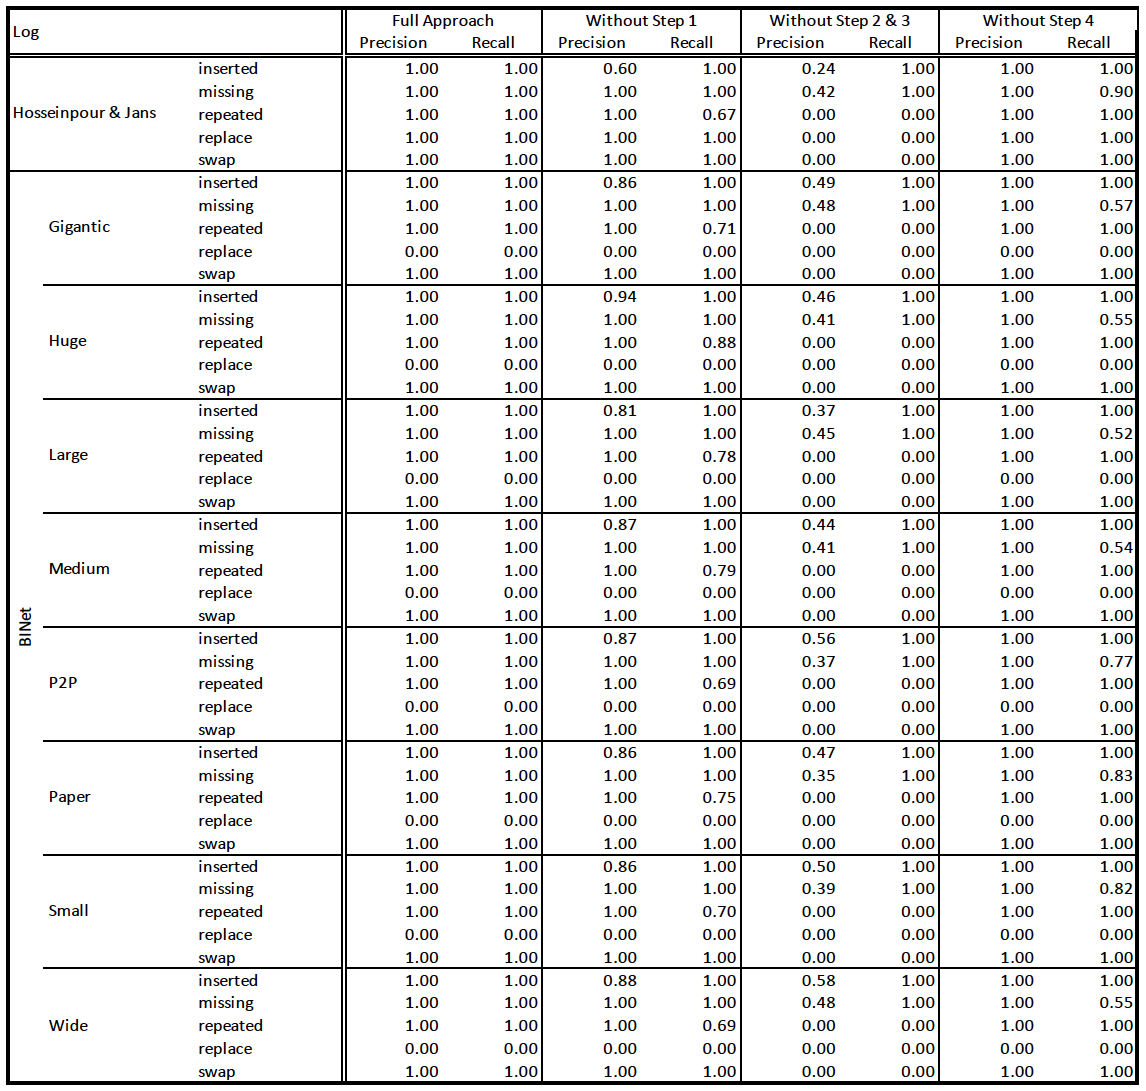 Log Full Approach Without Step 1 Without Step 2 & 3 Without Step 4
Precision Recall Precision Recall Precision Recall Precision Recall
inserted 1.00 1.00 0.60 1.00 0.24 1.00 1.00 1.00
missing 1.00 1.00 1.00 1.00 0.42 1.00 1.00 0.90
Hosseinpour & Jans repeated 1.00 1.00 1.00 0.67 0.00 0.00 1.00 1.00
replace 1.00 1.00 1.00 1.00 0.00 0.00 1.00 1.00
swap 1.00 1.00 1.00 1.00 0.00 0.00 1.00 1.00
inserted 1.00 1.00 0.86 1.00 0.49 1.00 1.00 1.00
missing 1.00 1.00 1.00 1.00 0.48 1.00 1.00 0.57
Gigantic repeated 1.00 1.00 1.00 0.71 0.00 0.00 1.00 1.00
replace 0.00 0.00 0.00 0.00 0.00 0.00 0.00 0.00
swap 1.00 1.00 1.00 1.00 0.00 0.00 1.00 1.00
inserted 1.00 1.00 0.94 1.00 0.46 1.00 1.00 1.00
missing 1.00 1.00 1.00 1.00 0.41 1.00 1.00 0.55
Huge repeated 1.00 1.00 1.00 0.88 0.00 0.00 1.00 1.00
replace 0.00 0.00 0.00 0.00 0.00 0.00 0.00 0.00
swap 1.00 1.00 1.00 1.00 0.00 0.00 1.00 1.00
inserted 1.00 1.00 0.81 1.00 0.37 1.00 1.00 1.00
missing 1.00 1.00 1.00 1.00 0.45 1.00 1.00 0.52
Large repeated 1.00 1.00 1.00 0.78 0.00 0.00 1.00 1.00
replace 0.00 0.00 0.00 0.00 0.00 0.00 0.00 0.00
swap 1.00 1.00 1.00 1.00 0.00 0.00 1.00 1.00
inserted 1.00 1.00 0.87 1.00 0.44 1.00 1.00 1.00
missing 1.00 1.00 1.00 1.00 0.41 1.00 1.00 0.54
Medium repeated 1.00 1.00 1.00 0.79 0.00 0.00 1.00 1.00
replace 0.00 0.00 0.00 0.00 0.00 0.00 0.00 0.00
swap 1.00 1.00 1.00 1.00 0.00 0.00 1.00 1.00
BINet
inserted 1.00 1.00 0.87 1.00 0.56 1.00 1.00 1.00
missing 1.00 1.00 1.00 1.00 0.37 1.00 1.00 0.77
P2P repeated 1.00 1.00 1.00 0.69 0.00 0.00 1.00 1.00
replace 0.00 0.00 0.00 0.00 0.00 0.00 0.00 0.00
swap 1.00 1.00 1.00 1.00 0.00 0.00 1.00 1.00
inserted 1.00 1.00 0.86 1.00 0.47 1.00 1.00 1.00
missing 1.00 1.00 1.00 1.00 0.35 1.00 1.00 0.83
Paper repeated 1.00 1.00 1.00 0.75 0.00 0.00 1.00 1.00
replace 0.00 0.00 0.00 0.00 0.00 0.00 0.00 0.00
swap 1.00 1.00 1.00 1.00 0.00 0.00 1.00 1.00
inserted 1.00 1.00 0.86 1.00 0.50 1.00 1.00 1.00
missing 1.00 1.00 1.00 1.00 0.39 1.00 1.00 0.82
Small repeated 1.00 1.00 1.00 0.70 0.00 0.00 1.00 1.00
replace 0.00 0.00 0.00 0.00 0.00 0.00 0.00 0.00
swap 1.00 1.00 1.00 1.00 0.00 0.00 1.00 1.00
inserted 1.00 1.00 0.88 1.00 0.58 1.00 1.00 1.00
missing 1.00 1.00 1.00 1.00 0.48 1.00 1.00 0.55
Wide repeated 1.00 1.00 1.00 0.69 0.00 0.00 1.00 1.00
replace 0.00 0.00 0.00 0.00 0.00 0.00 0.00 0.00
swap 1.00 1.00 1.00 1.00 0.00 0.00 1.00 1.00